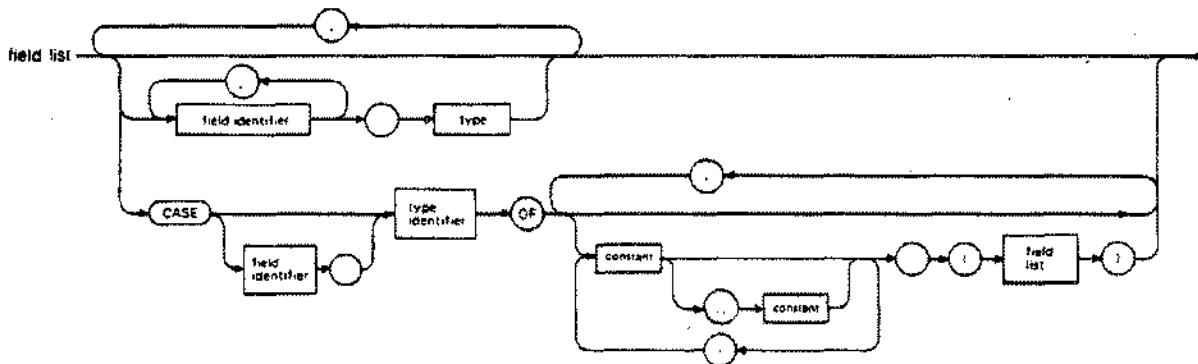 field list
field identifier
type
CASE
type
identifier
OF
field
identifier
constant
..
constant
(
field
list
)